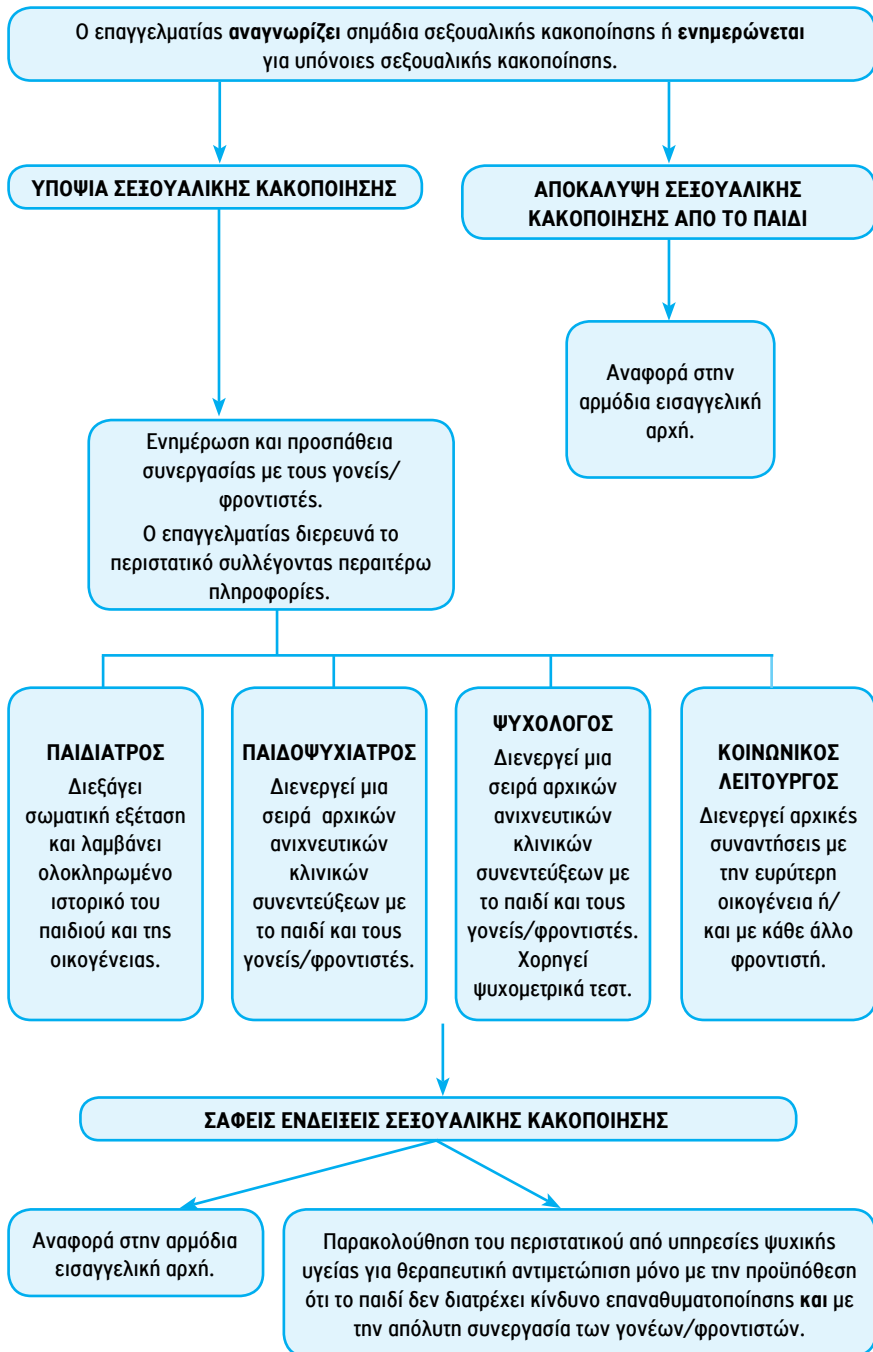 Ο επαγγελματίας αναγνωρίζει σημάδια σεξουαλικής κακοποίησης ή ενημερώνεται
για υπόνοιες σεξουαλικής κακοποίησης.
ΥΠΟΨΙΑ ΣΕΞΟΥΑΛΙΚΗΣ ΚΑΚΟΠΟΙΗΣΗΣ
ΑΠΟΚΑΛΥΨΗ ΣΕΞΟΥΑΛΙΚΗΣ
ΚΑΚΟΠΟΙΗΣΗΣ ΑΠΟ ΤΟ ΠΑΙΔΙ
Αναφορά στην
αρμόδια εισαγγελική
αρχή.
Ενημέρωση και προσπάθεια
συνεργασίας με τους γονείς/
φροντιστές.
Ο επαγγελματίας διερευνά το
περιστατικό συλλέγοντας περαιτέρω
πληροφορίες.
ΠΑΙΔΙΑΤΡΟΣ
Διεξάγει
σωματική εξέταση
και λαμβάνει
ολοκληρωμένο
ιστορικό του
παιδιού και της
οικογένειας.
ΠΑΙΔΟΨΥΧΙΑΤΡΟΣ
Διενεργεί μια
σειρά αρχικών
ανιχνευτικών
κλινικών
συνεντεύξεων με
το παιδί και τους
γονείς/φροντιστές.
ΨΥΧΟΛΟΓΟΣ
Διενεργεί μια
σειρά αρχικών
ανιχνευτικών
κλινικών
συνεντεύξεων με
το παιδί και τους
γονείς/φροντιστές.
Χορηγεί
ψυχομετρικά τεστ.
ΚΟΙΝΩΝΙΚΟΣ
ΛΕΙΤΟΥΡΓΟΣ
Διενεργεί αρχικές
συναντήσεις με
την ευρύτερη
οικογένεια ή/
και με κάθε άλλο
φροντιστή.
ΣΑΦΕΙΣ ΕΝΔΕΙΞΕΙΣ ΣΕΞΟΥΑΛΙΚΗΣ ΚΑΚΟΠΟΙΗΣΗΣ
Αναφορά στην αρμόδια
εισαγγελική αρχή.
Παρακολούθηση του περιστατικού από υπηρεσίες ψυχικής
υγείας για θεραπευτική αντιμετώπιση μόνο με την προϋπόθεση
ότι το παιδί δεν διατρέχει κίνδυνο επαναθυματοποίησης και με
την απόλυτη συνεργασία των γονέων/φροντιστών.